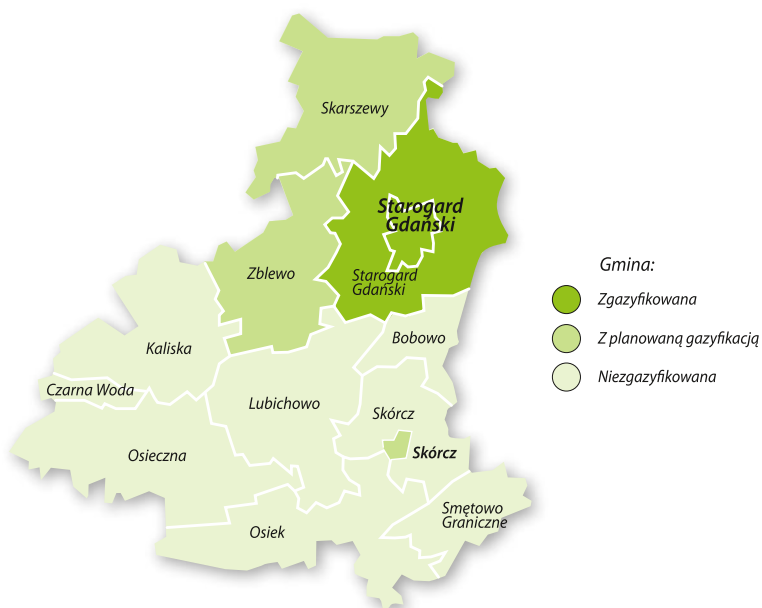 Skarszewy
Starogard
Gdański
Zblewo
Starogard
Gdański
Bobowo
Kaliska
Czarna Woda
Lubichowo
Skórcz
Skórcz
Osieczna
Smętowo
Graniczne
Osiek
Gmina:
Zgazyfikowana
Z planowaną gazyfikacją
Niezgazyfikowana